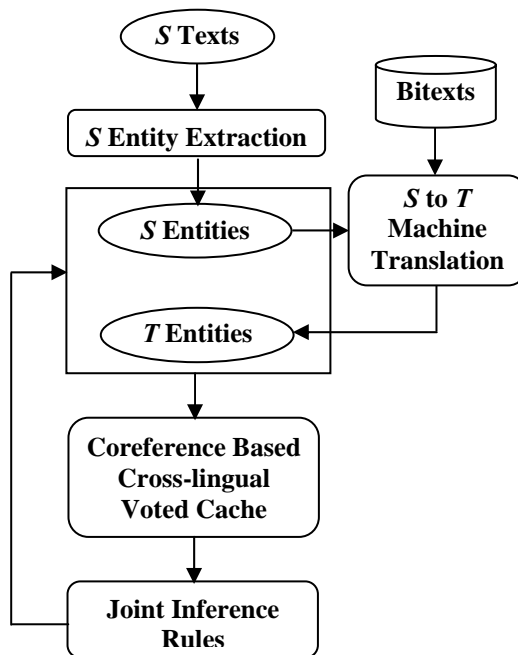 S Texts
Bitexts
S Entity Extraction
S to T
Machine
Translation
S Entities
T Entities
Coreference Based
Cross-lingual
Voted Cache
Joint Inference
Rules